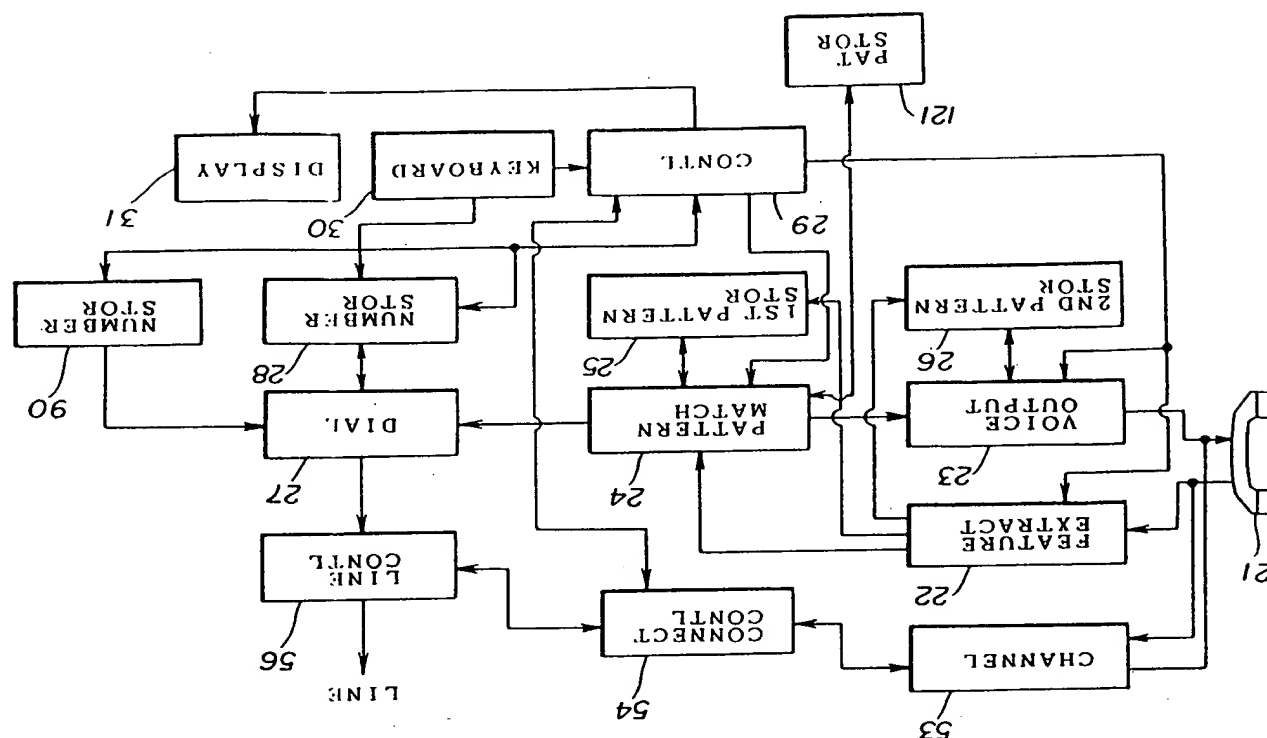 53
CHANNEL
54
CONNECT
CONTL
LINE
56
LINE
CONTL
21
22
FEATURE
EXTRACT
23
VOICE
OUTPUT
24
PATTERN
MATCH
27
DIAL
26
2ND PATTERN
STOR
25
1ST PATTERN
STOR
28
NUMBER
STOR
90
NUMBER
STOR
29
CONTL
30
KEYBOARD
31
DISPLAY
121
PAT
STOR